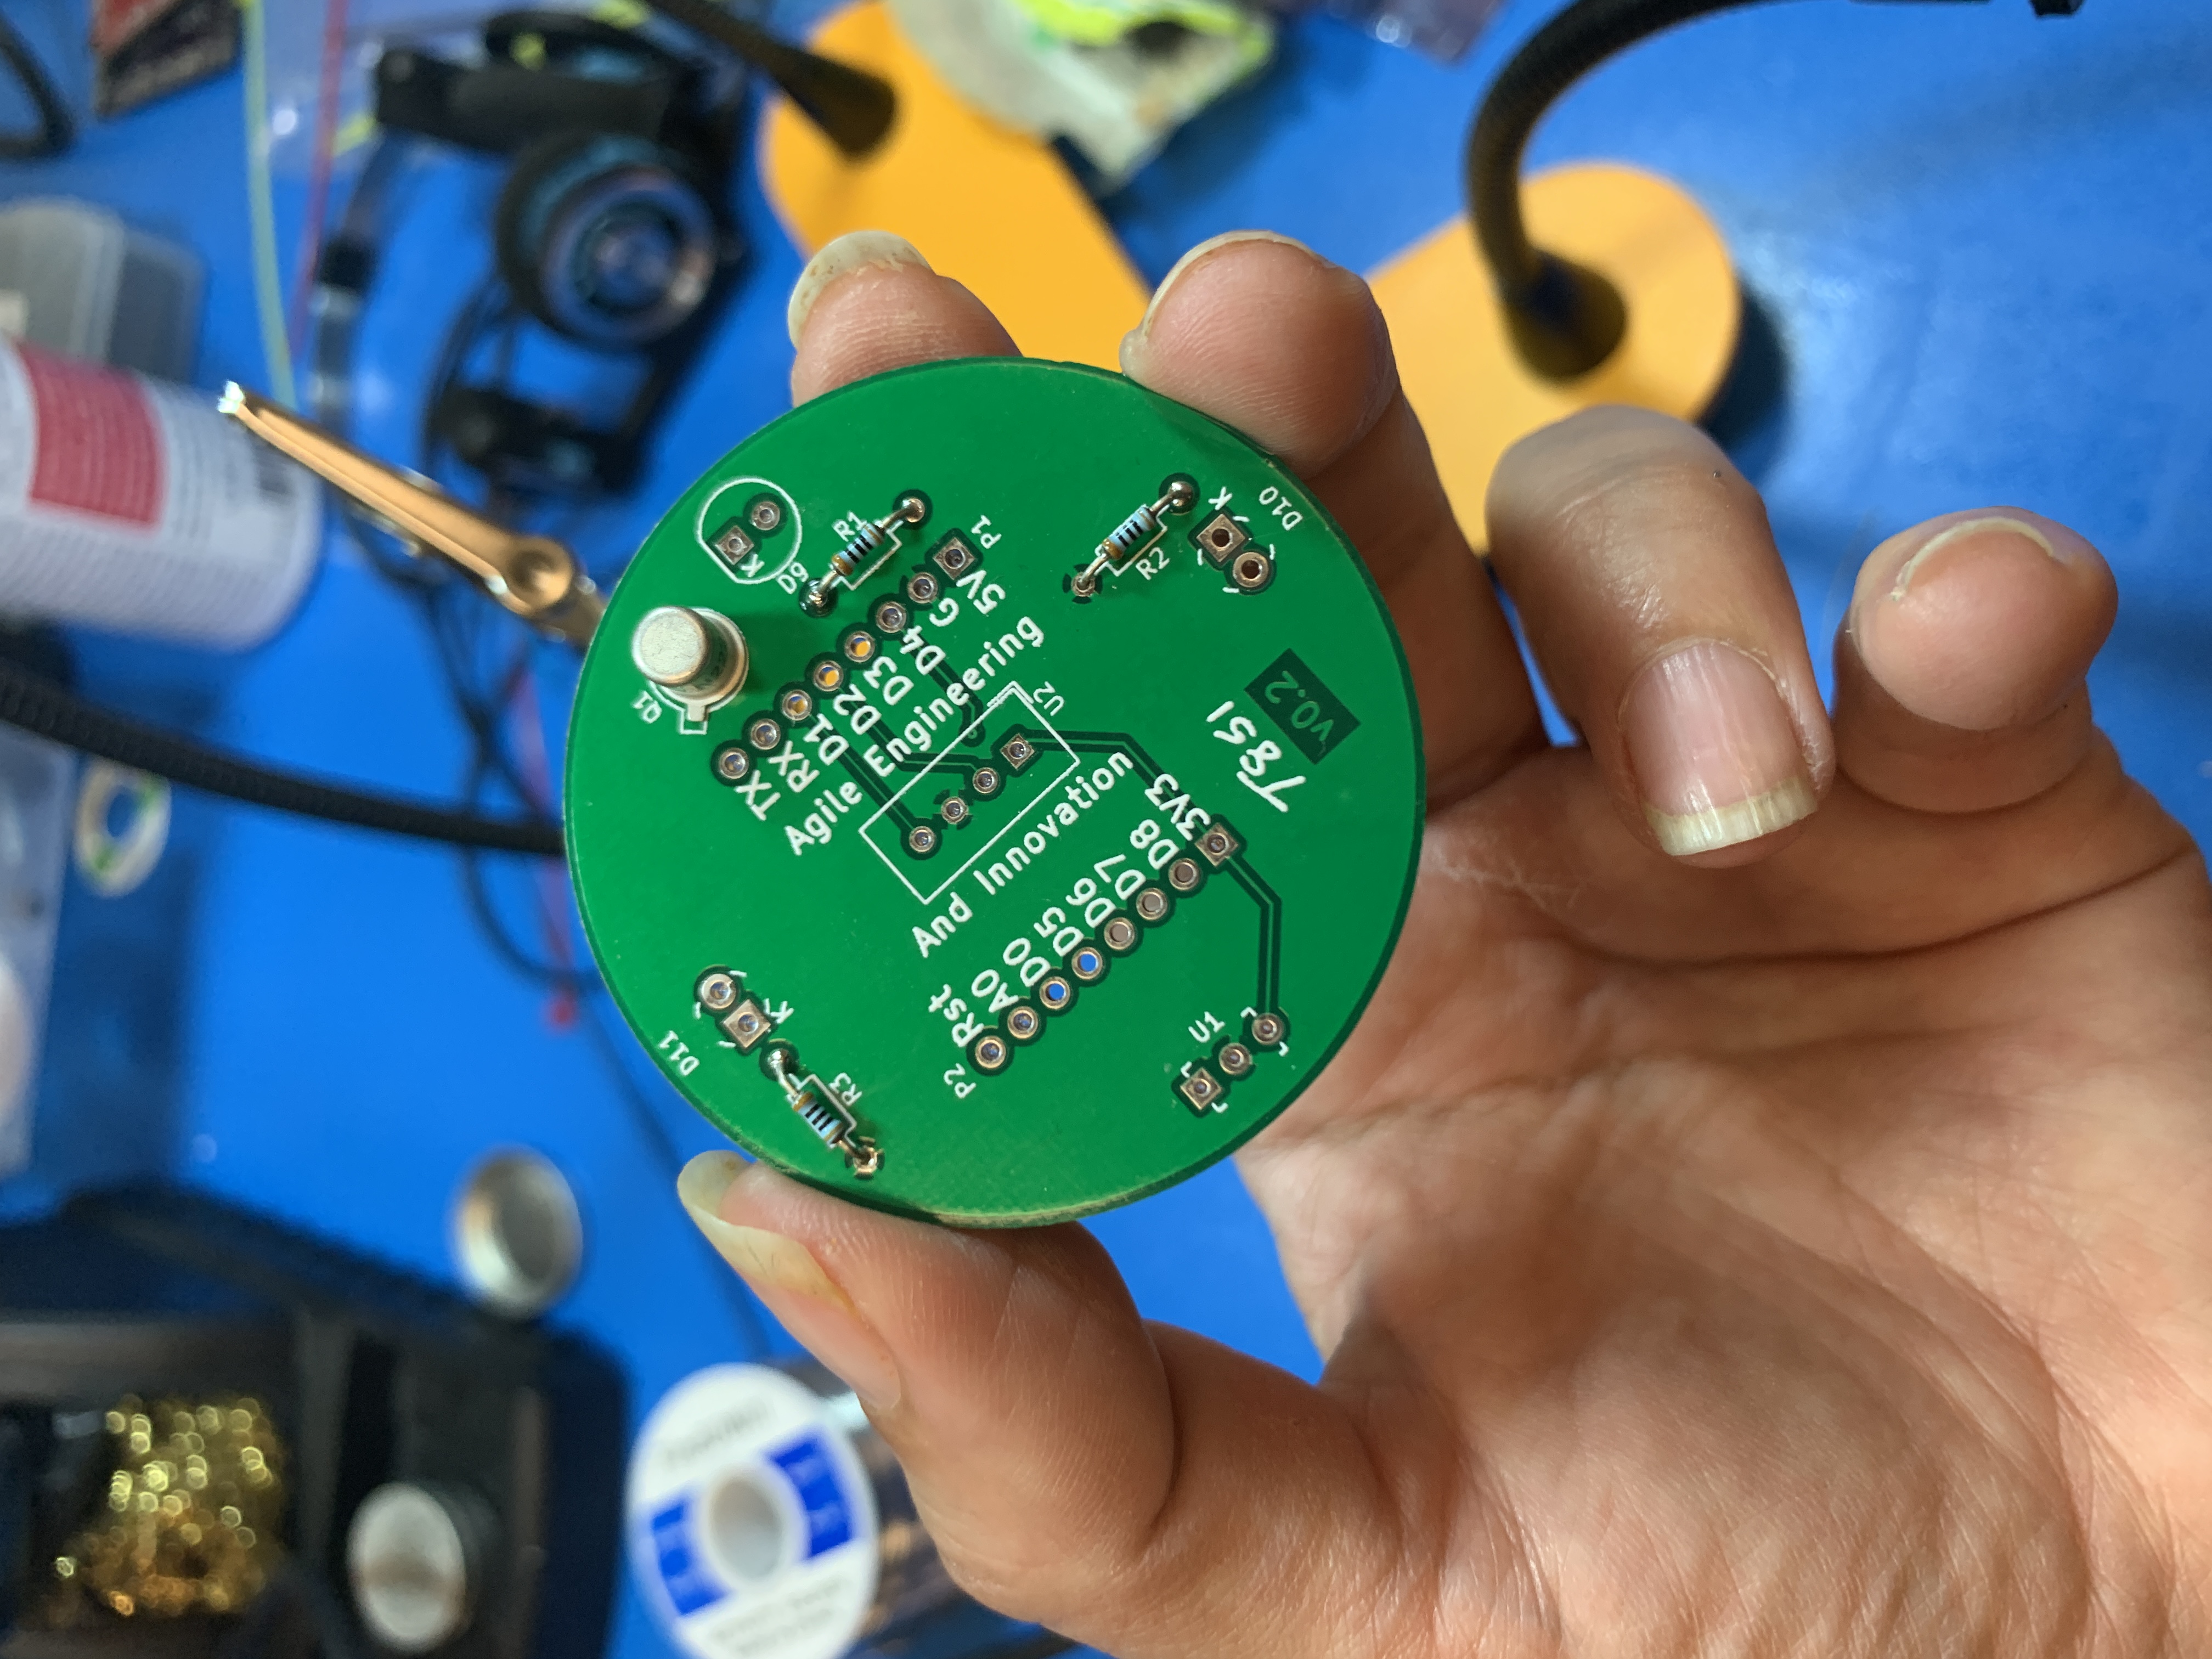 D11
K
R3
Q1
K
D9
R1
TX
RX
D1
D2
D3
D4
G
5V
P1
Agile Engineering
And Innovation
U2
P2
Rst
A0
D0
D5
D6
D7
D8
3V3
U1
R2
K
D10
T8SI
v0.2